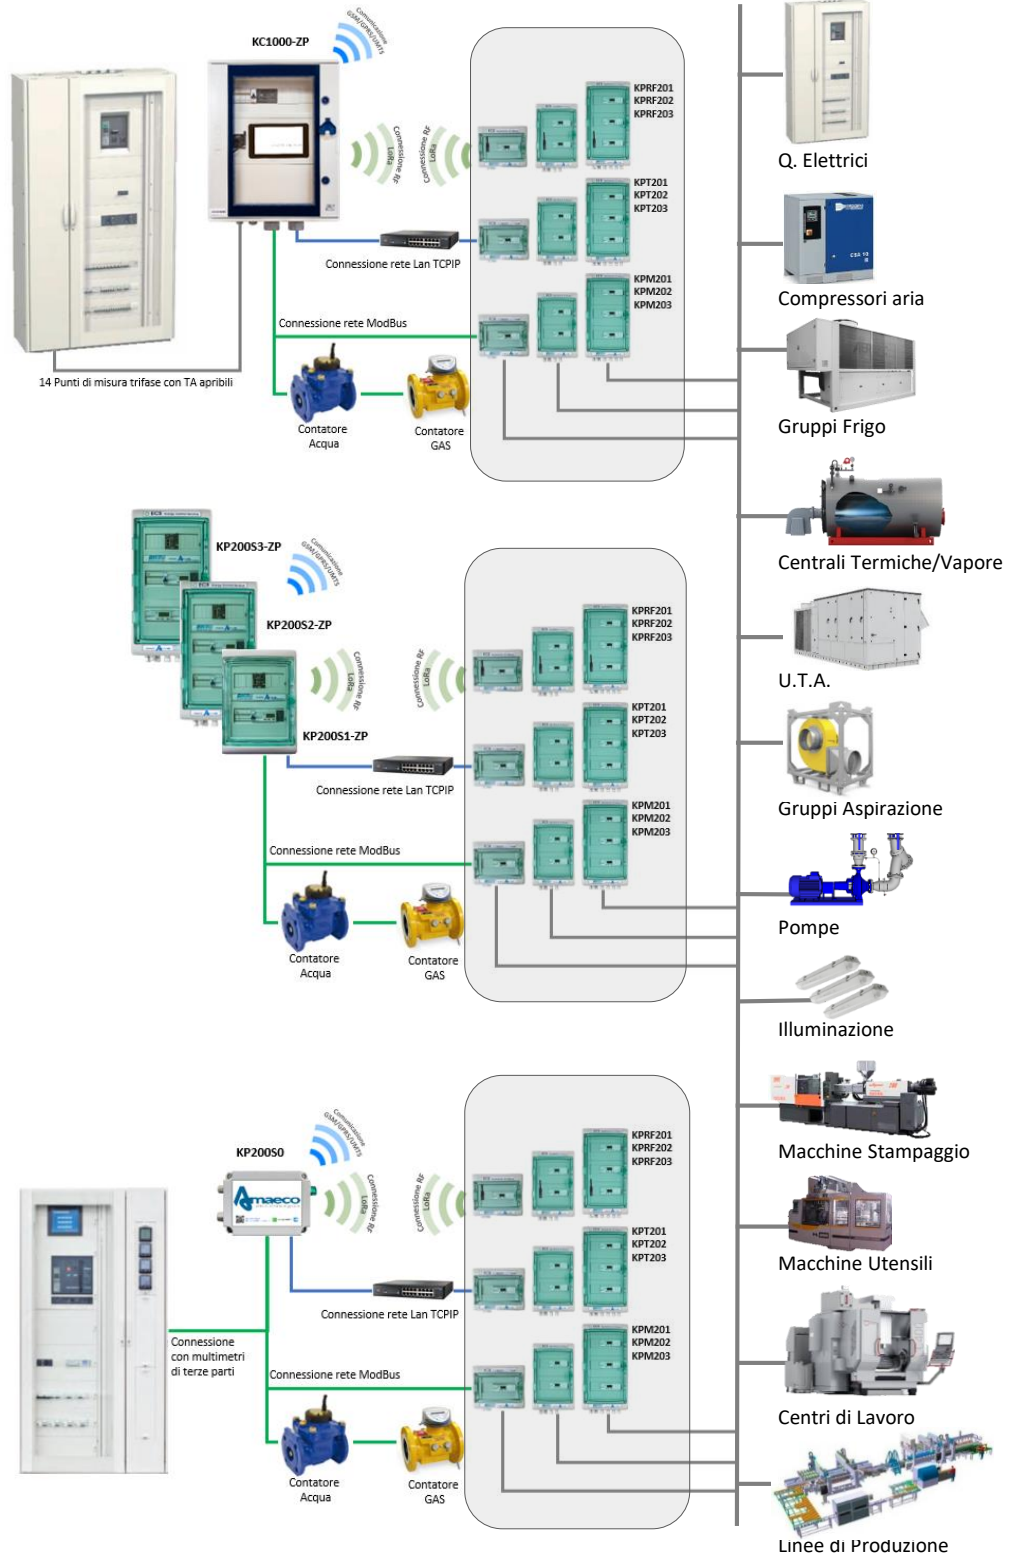 KC1000-ZP
Comunicazione
GSM/GPRS/UMTS
Connessione RF
LoRa
Connessione RF
LoRa
KPRF201
KPRF202
KPRF203
KPT201
KPT202
KPT203
Connessione rete Lan TCPIP
KPM201
KPM202
KPM203
Connessione rete ModBus
14 Punti di misura trifase con TA apribili
Contatore
Acqua
Contatore
GAS
KP200S3-ZP
KP200S2-ZP
KP200S1-ZP
Comunicazione
GSM/GPRS/UMTS
Connessione RF
LoRa
Connessione RF
LoRa
KPRF201
KPRF202
KPRF203
KPT201
KPT202
KPT203
Connessione rete Lan TCPIP
KPM201
KPM202
KPM203
Connessione rete ModBus
Contatore
Acqua
Contatore
GAS
KP200S0
Amaeco
Comunicazione
GSM/GPRS/UMTS
Connessione RF
LoRa
Connessione RF
LoRa
KPRF201
KPRF202
KPRF203
KPT201
KPT202
KPT203
Connessione rete Lan TCPIP
KPM201
KPM202
KPM203
Connessione
con multimetri
di terze parti
Connessione rete ModBus
Contatore
Acqua
Contatore
GAS
Q. Elettrici
CSA 10
Compressori aria
Gruppi Frigo
Centrali Termiche/Vapore
U.T.A.
Gruppi Aspirazione
Pompe
Illuminazione
Macchine Stampaggio
Macchine Utensili
Centri di Lavoro
Linee di Produzione